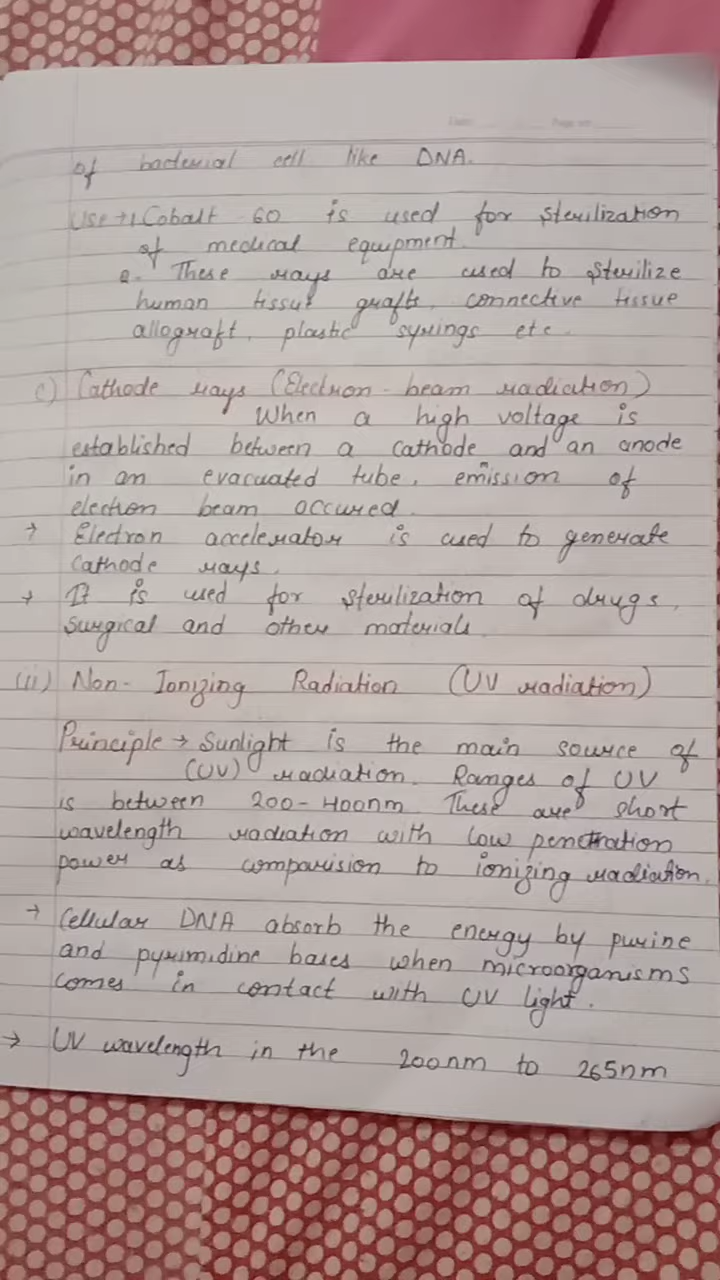 of bacterial cell like DNA.
Use → 1. Cobalt 60 is used for sterilization
of medical equipment.
2. These rays are used to sterilize
human tissue grafts, connective tissue
allograft, plastic syrings etc.
c) Cathode rays (Electron - beam radiation)
When a high voltage is
established between a cathode and an anode
in an evacuated tube, emission of
electron beam occured.
→ Electron accelerator is used to generate
cathode rays.
→ It is used for sterilization of drugs,
surgical and other materials.
(ii) Non- Ionizing Radiation (UV radiation)
Principle → Sunlight is the main source of
(UV) radiation. Ranges of UV
is between 200-400nm. These are short
wavelength radiation with low penetration
power as comparision to ionizing radiation.
→ Cellular DNA absorb the energy by purine
and pyrimidine bases when microorganisms
comes in contact with UV light.
→ UV wavelength in the 200nm to 265nm